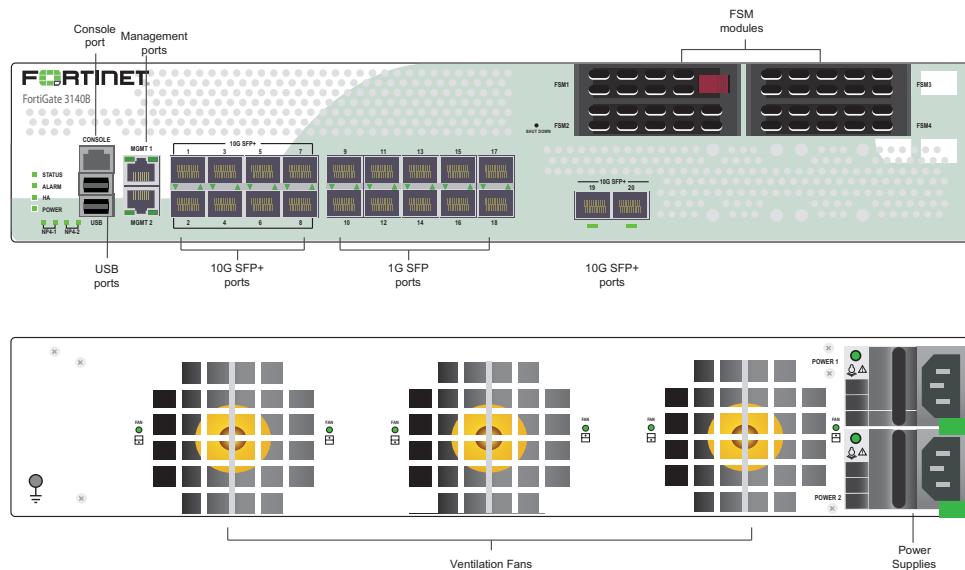 Console
port
Management
ports
FSM
modules
FORTINET
FortiGate 3140B
FSM1
FSM3
FSM2
FSM4
SHUT DOWN
CONSOLE
MGMT 1
10G SFP+
1 3 5 7
9 11 13 15 17
STATUS
ALARM
HA
POWER
10G SFP+
19 20
USB
MGMT 2
2 4 6 8
10 12 14 16 18
NP4-1 NP4-2
USB
ports
10G SFP+
ports
1G SFP
ports
10G SFP+
ports
POWER 1
FAN FAN FAN FAN FAN FAN
POWER 2
Ventilation Fans
Power
Supplies